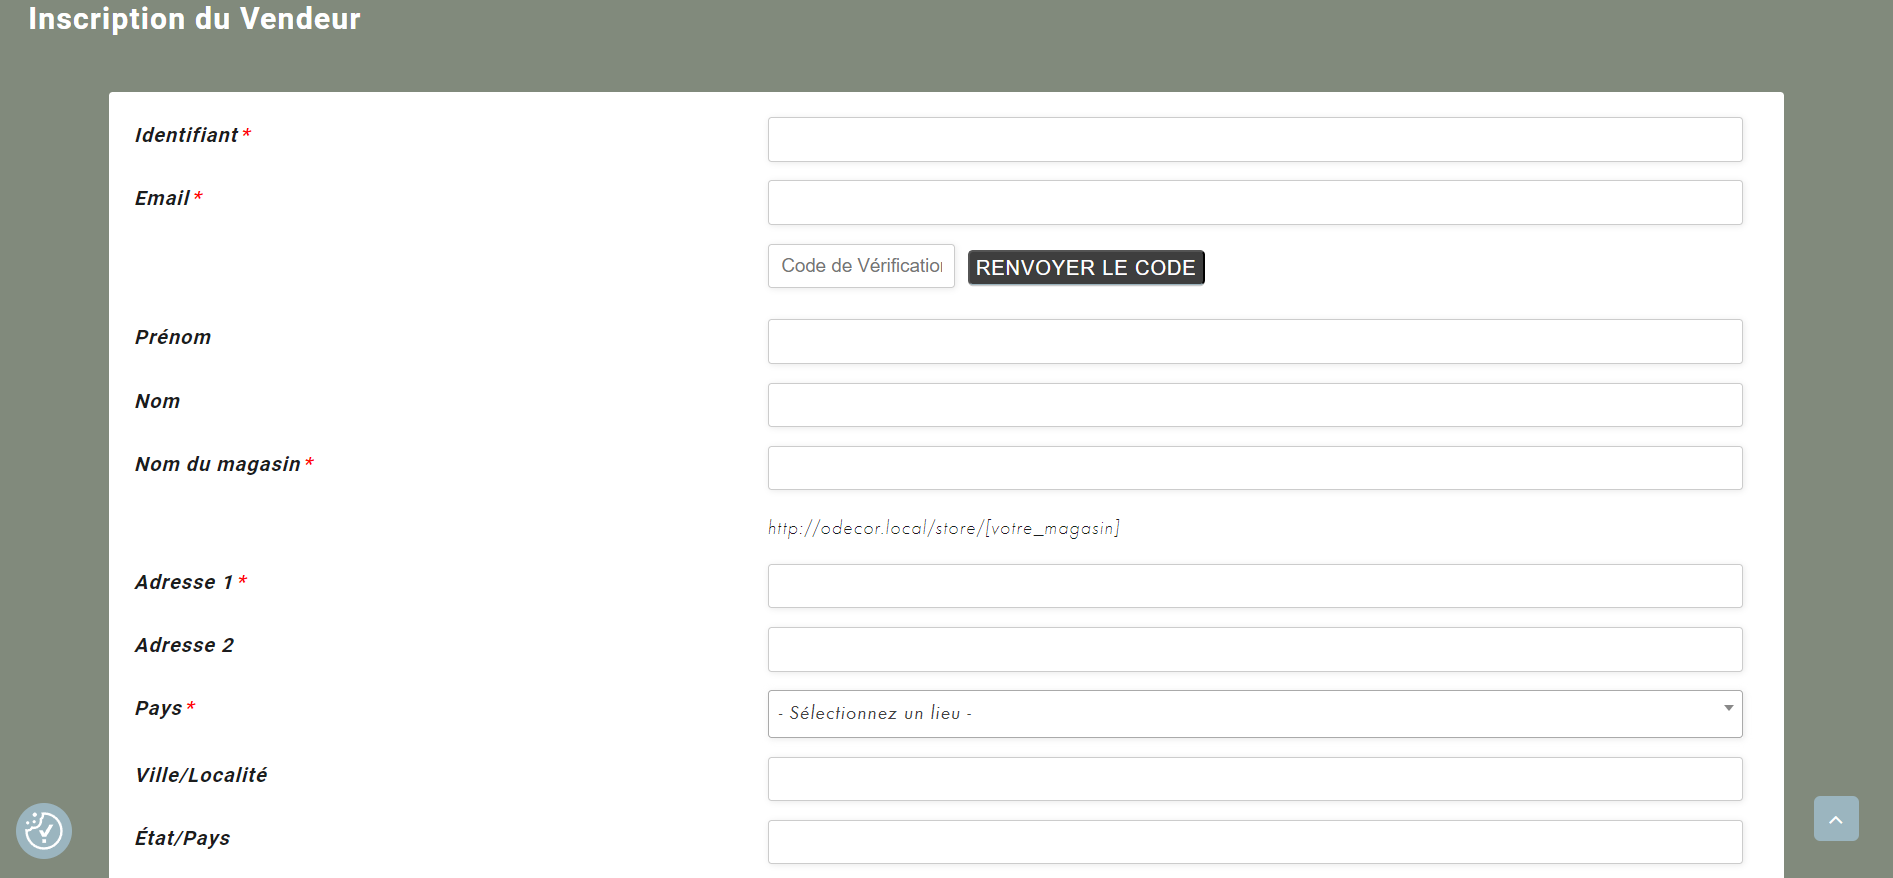 Inscription du Vendeur
Identifiant*
Email*
Code de Vérification RENVOYER LE CODE
Prénom
Nom
Nom du magasin*
http://odecor.local/store/[votre_magasin]
Adresse 1*
Adresse 2
Pays* - Sélectionnez un lieu -
Ville/Localité
État/Pays